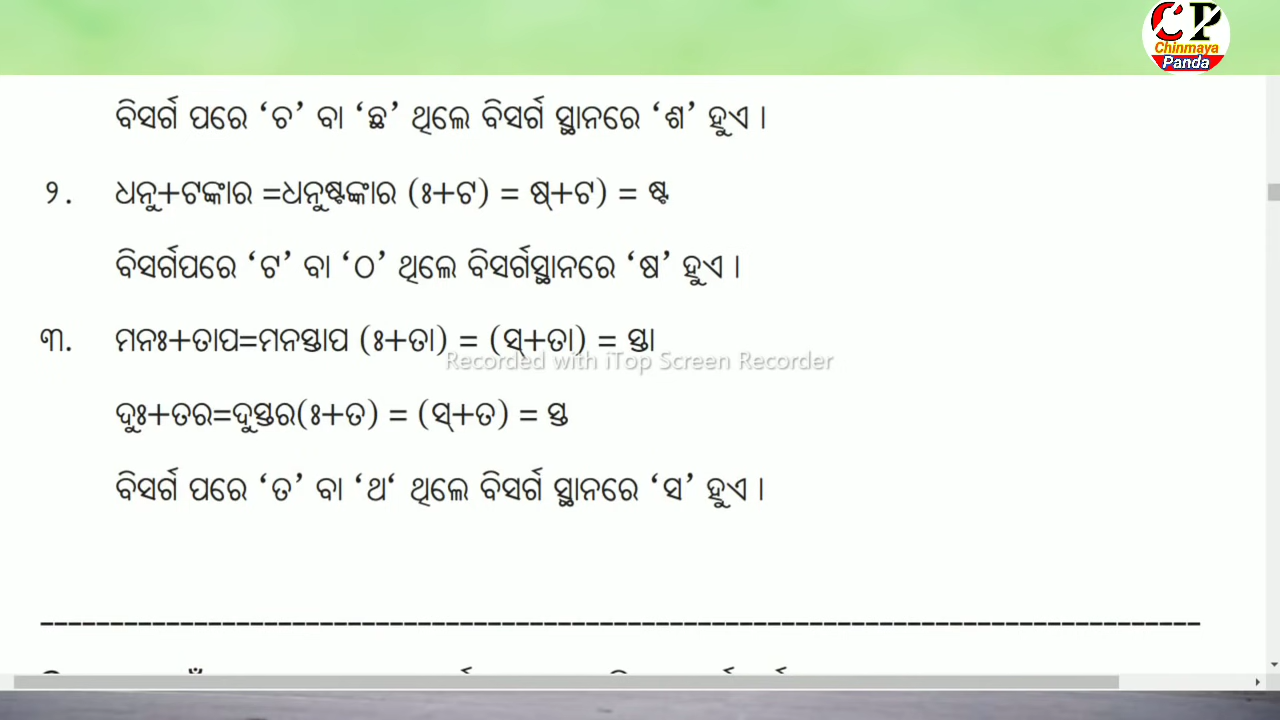 CP
Chinmaya
Panda
ବିସର୍ଗ ପରେ ‘ଚ’ ବା ‘ଛ’ ଥିଲେ ବିସର୍ଗ ସ୍ଥାନରେ ‘ଶ’ ହୁଏ ।
୨. ଧନୁ+ଟଙ୍କାର =ଧନୁଷ୍ଟଙ୍କାର (ଃ+ଟ) = ଷ୍+ଟ) = ଷ୍ଟ
ବିସର୍ଗପରେ ‘ଟ’ ବା ‘ଠ’ ଥିଲେ ବିସର୍ଗସ୍ଥାନରେ ‘ଷ’ ହୁଏ ।
୩. ମନଃ+ତାପ=ମନସ୍ତାପ (ଃ+ତା) = (ସ୍+ତା) = ସ୍ତା
Recorded with iTop Screen Recorder
ଦୁଃ+ତର=ଦୁସ୍ତର(ଃ+ତ) = (ସ୍+ତ) = ସ୍ତ
ବିସର୍ଗ ପରେ ‘ତ’ ବା ‘ଥ‘ ଥିଲେ ବିସର୍ଗ ସ୍ଥାନରେ ‘ସ’ ହୁଏ ।